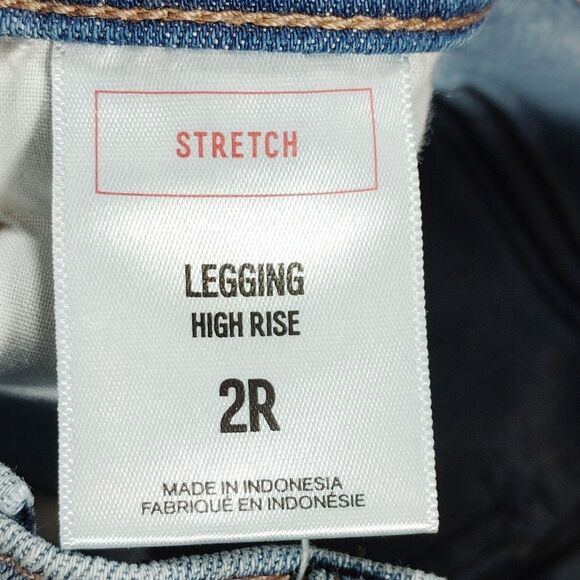 STRETCH
LEGGING
HIGH RISE
2R
MADE IN INDONESIA
FABRIQUÉ EN INDONÉSIE